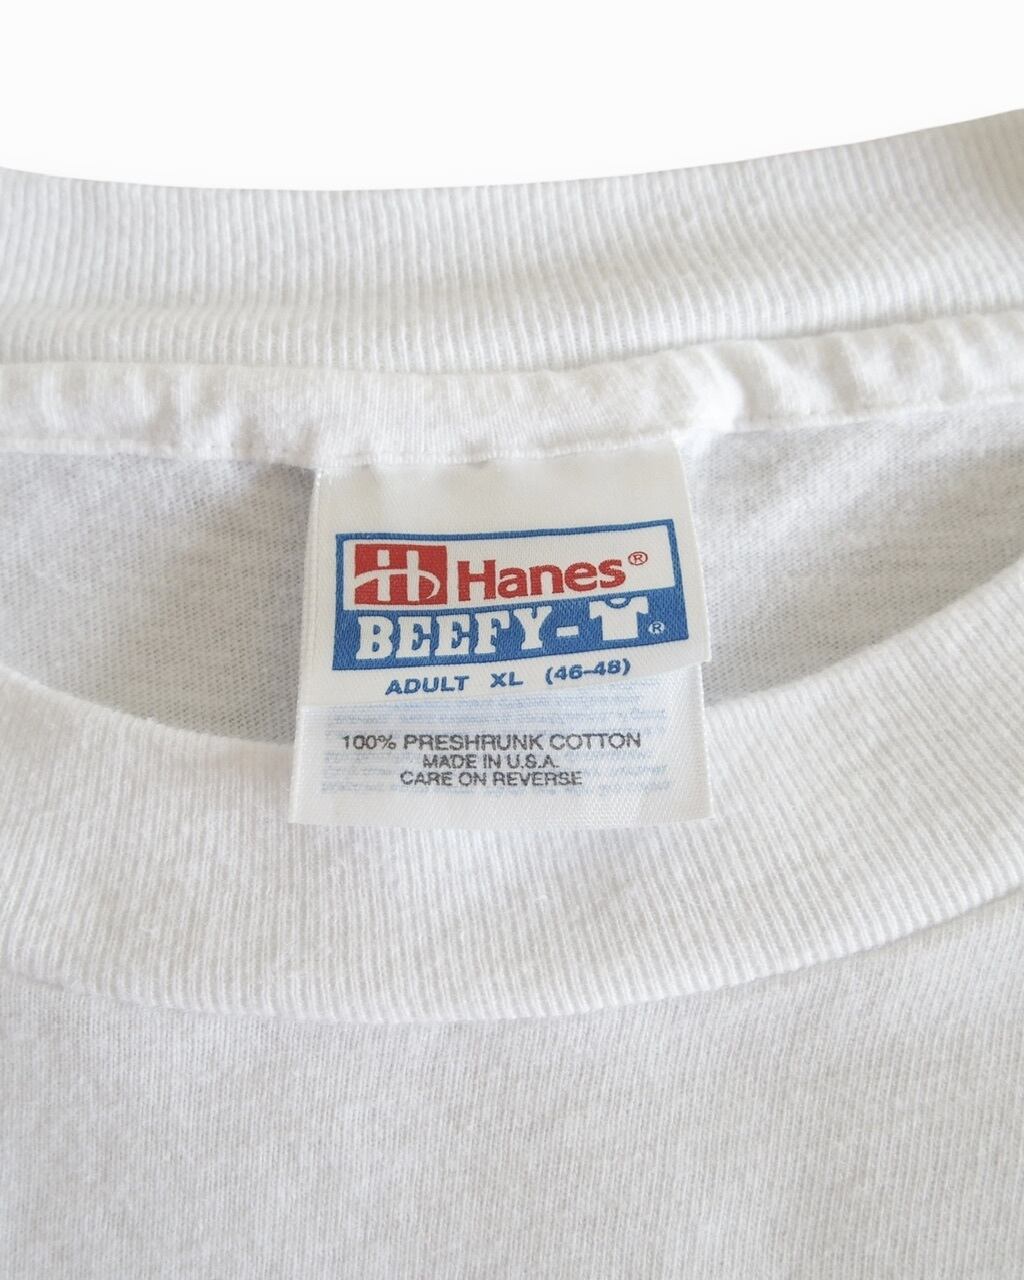 Hanes®
BEEFY-T®
ADULT XL (46-48)
100% PRESHRUNK COTTON
MADE IN U.S.A.
CARE ON REVERSE